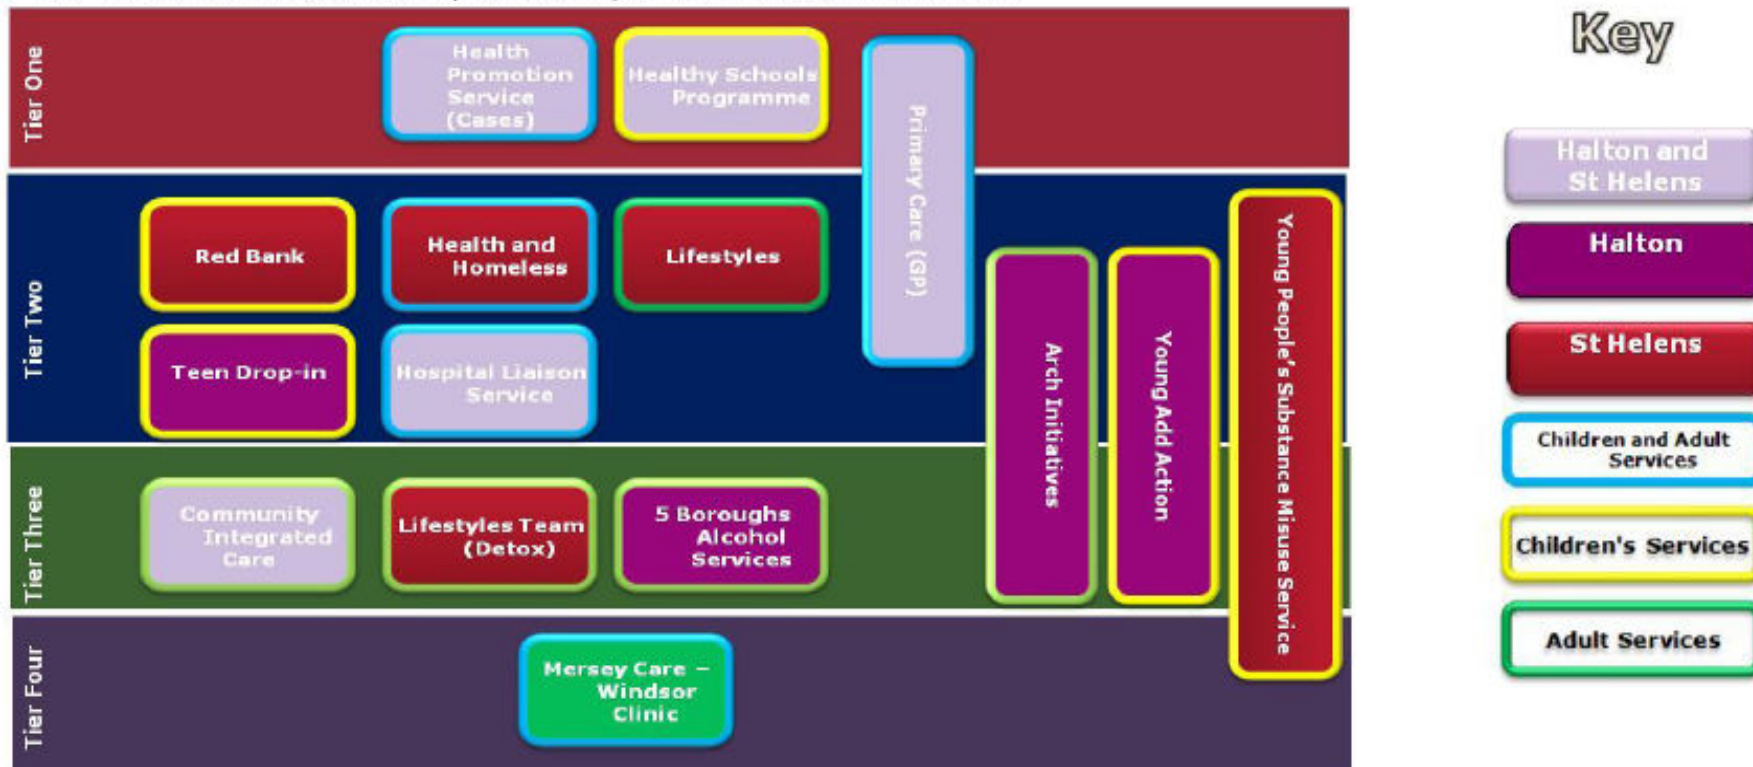 Tier One
Health
Promotion
Service
(Cases)
Healthy Schools
Programme
Primary Care (GP)
Tier Two
Red Bank
Health and
Homeless
Lifestyles
Teen Drop-in
Hospital Liaison
Service
Arch Initiatives
Young Add Action
Young People's Substance Misuse Service
Tier Three
Community
Integrated
Care
Lifestyles Team
(Detox)
5 Boroughs
Alcohol
Services
Tier Four
Mersey Care –
Windsor
Clinic
Key
Halton and
St Helens
Halton
St Helens
Children and Adult
Services
Children's Services
Adult Services